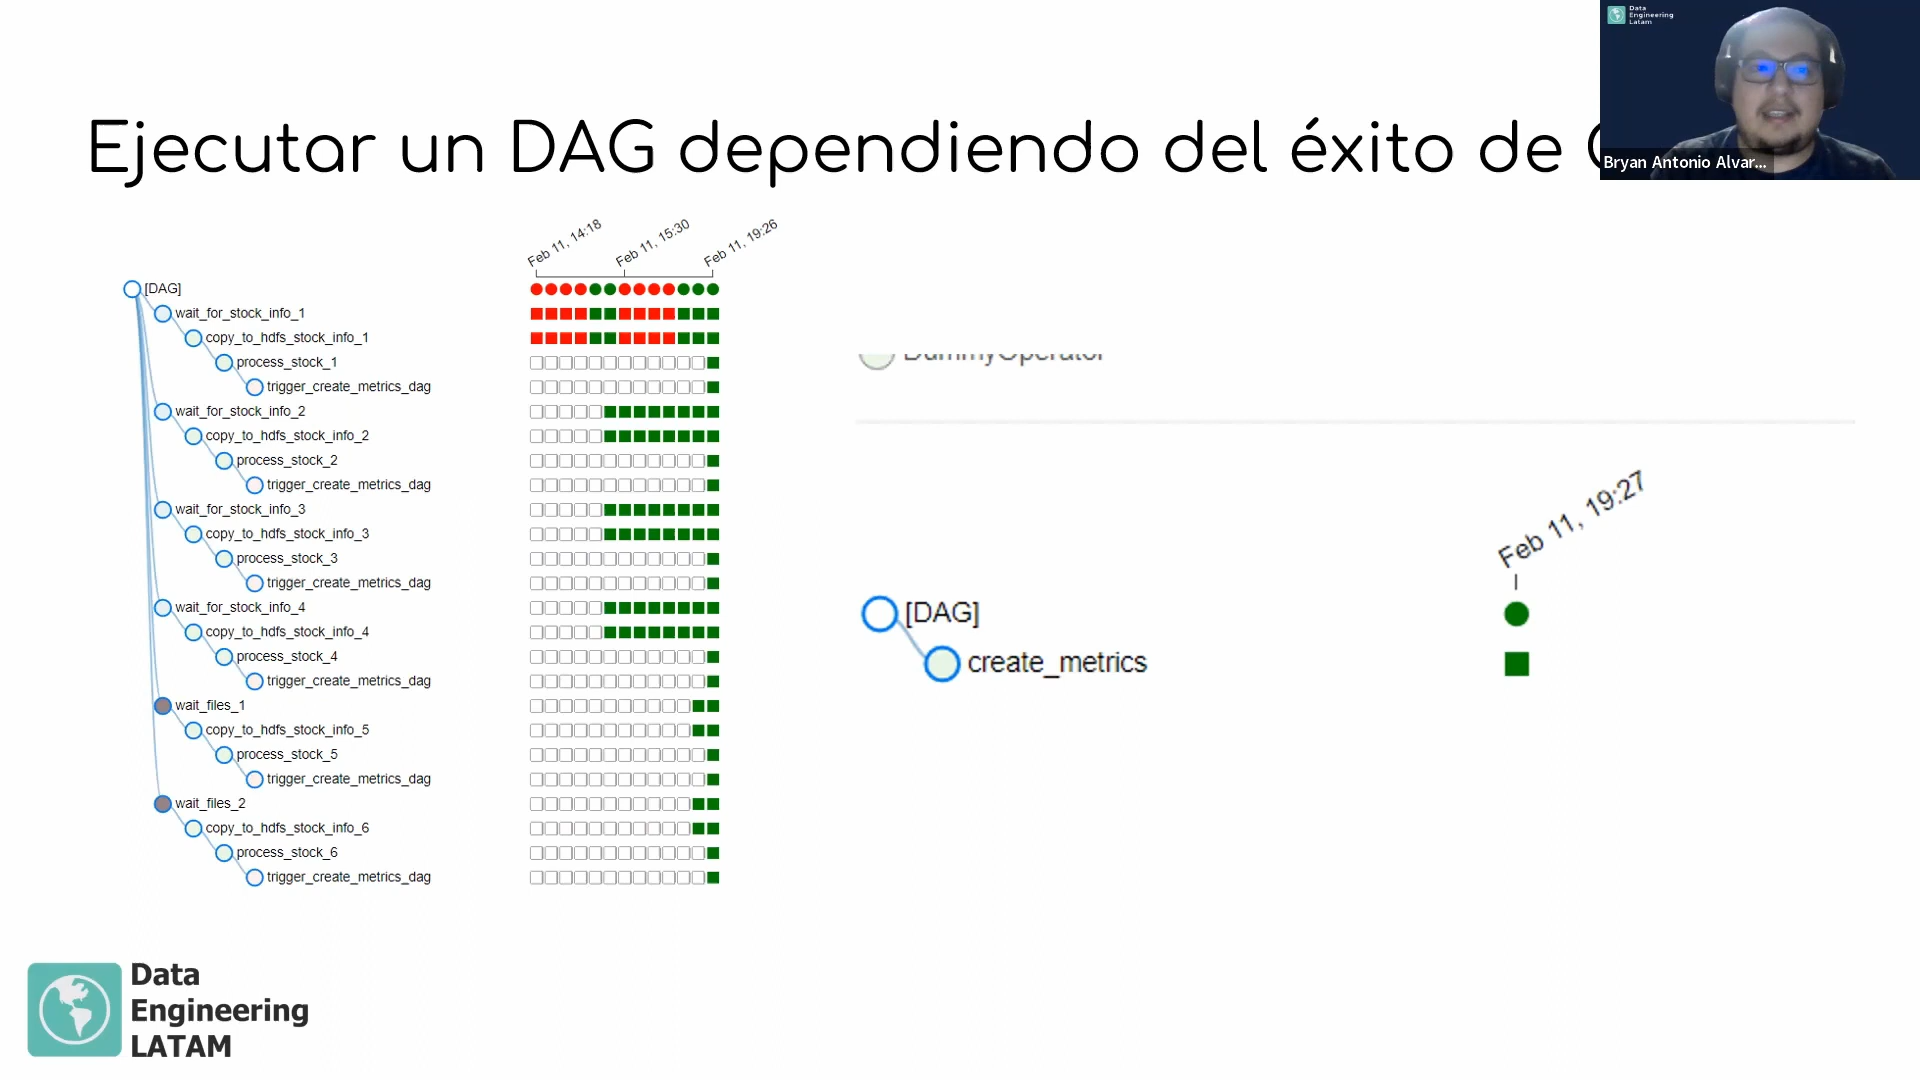 Ejecutar un DAG dependiendo del éxito de
Data
Engineering
Latam
Bryan Antonio Alvar...
Feb 11, 14:18
Feb 11, 15:30
Feb 11, 19:26
[DAG]
wait_for_stock_info_1
copy_to_hdfs_stock_info_1
process_stock_1
trigger_create_metrics_dag
wait_for_stock_info_2
copy_to_hdfs_stock_info_2
process_stock_2
trigger_create_metrics_dag
wait_for_stock_info_3
copy_to_hdfs_stock_info_3
process_stock_3
trigger_create_metrics_dag
wait_for_stock_info_4
copy_to_hdfs_stock_info_4
process_stock_4
trigger_create_metrics_dag
wait_files_1
copy_to_hdfs_stock_info_5
process_stock_5
trigger_create_metrics_dag
wait_files_2
copy_to_hdfs_stock_info_6
process_stock_6
trigger_create_metrics_dag
DummyOperator
Feb 11, 19:27
[DAG]
create_metrics
Data
Engineering
LATAM